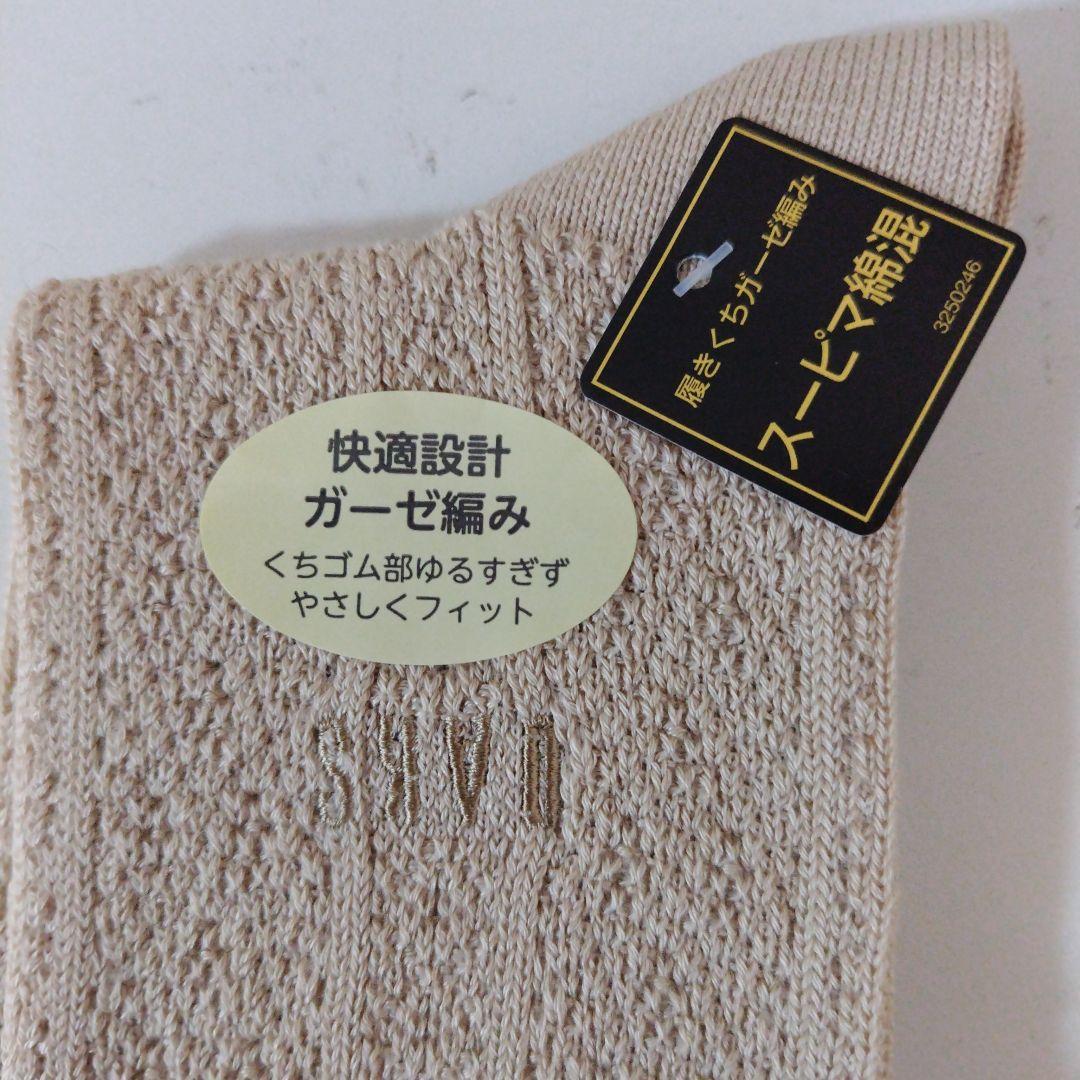 履きくちガーゼ編み
スーピマ綿混
3250246
快適設計
ガーゼ編み
くちゴム部ゆるすぎず
やさしくフィット
DAKS